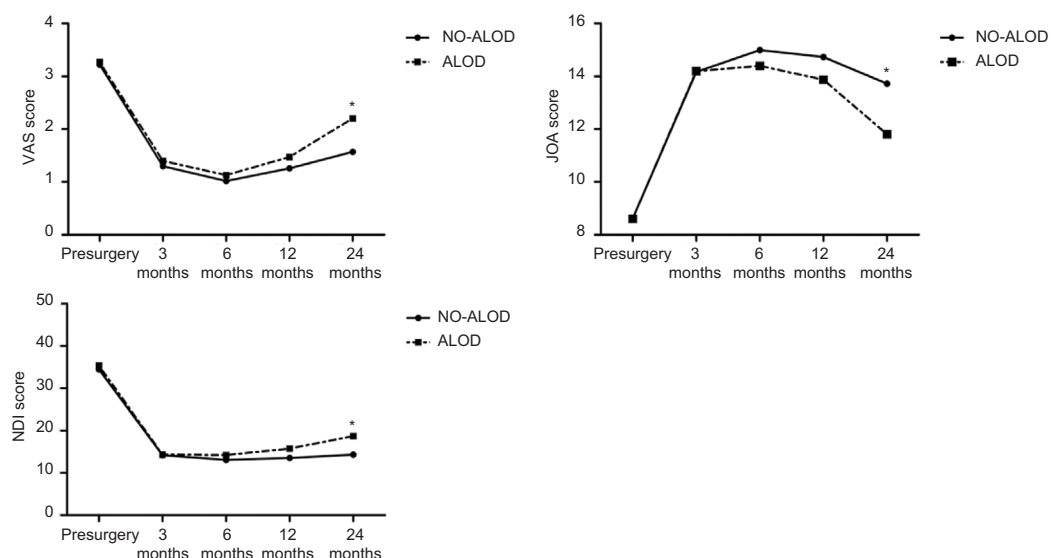 4
3
2
1
0
VAS score
*
Presurgery
3 months
6 months
12 months
24 months
NO-ALOD
ALOD
16
14
12
10
8
JOA score
*
Presurgery
3 months
6 months
12 months
24 months
NO-ALOD
ALOD
50
40
30
20
10
0
NDI score
*
Presurgery
3 months
6 months
12 months
24 months
NO-ALOD
ALOD